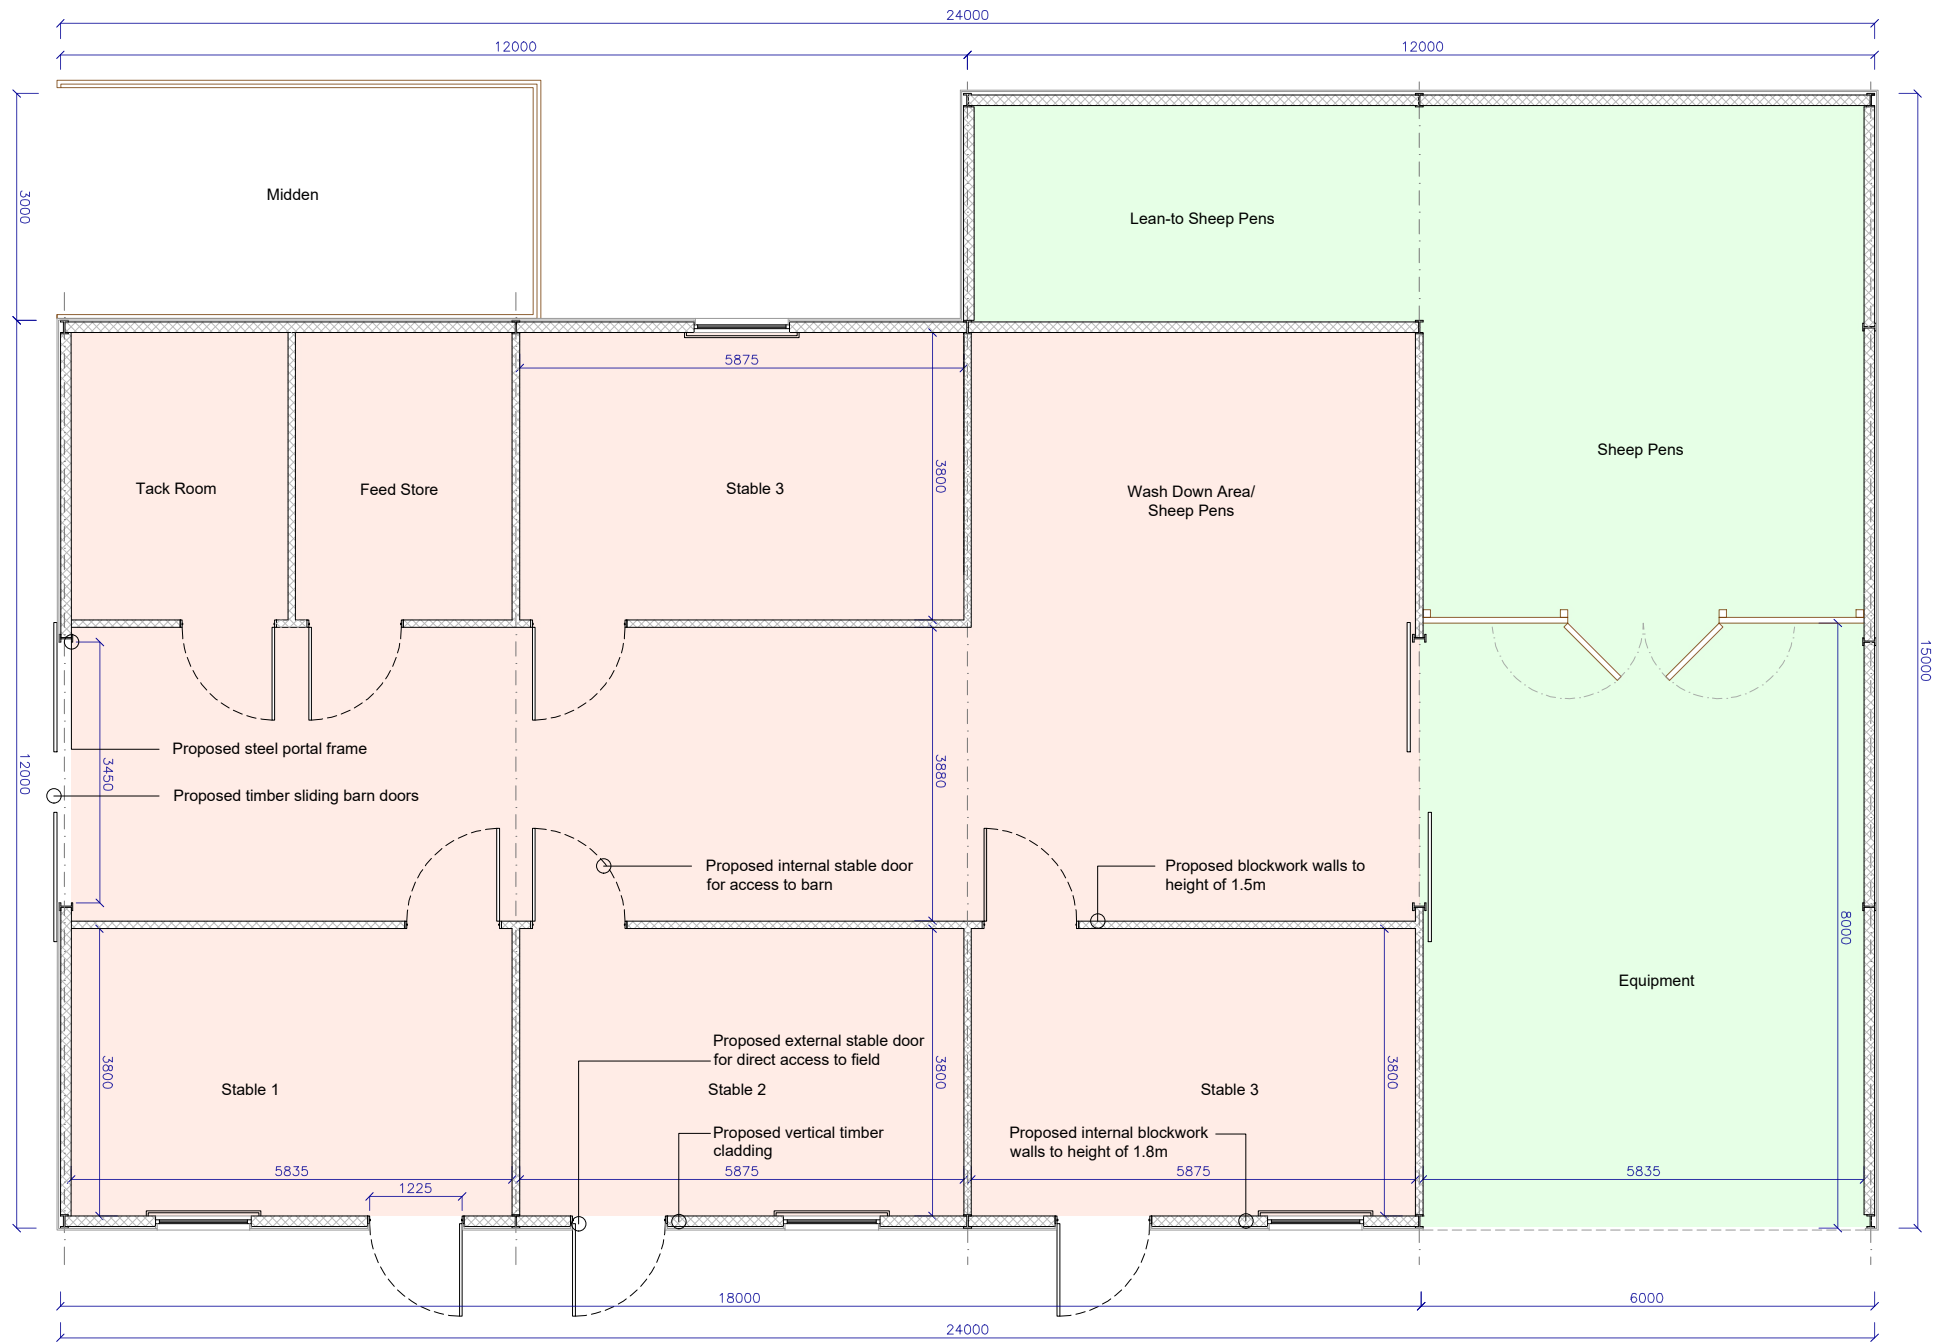 24000
12000
12000
3000
Midden
Lean-to Sheep Pens
5875
3800
Tack Room
Feed Store
Stable 3
Wash Down Area/
Sheep Pens
Sheep Pens
15000
12000
3450
3880
Proposed steel portal frame
Proposed timber sliding barn doors
Proposed internal stable door
for access to barn
Proposed blockwork walls to
height of 1.5m
8000
Equipment
3800
3800
3800
Proposed external stable door
for direct access to field
Stable 1
Stable 2
Stable 3
Proposed vertical timber
cladding
Proposed internal blockwork
walls to height of 1.8m
5835
5875
5875
5835
1225
18000
6000
24000